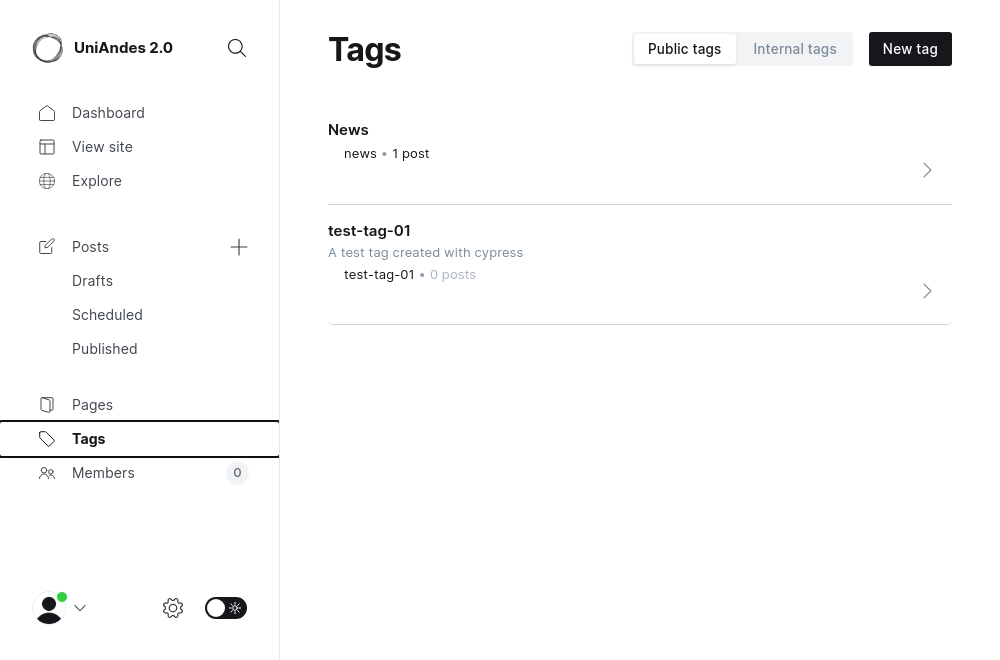 UniAndes 2.0
Dashboard
View site
Explore
Posts
Drafts
Scheduled
Published
Pages
Tags
Members 0
Tags
Public tags Internal tags New tag
News
news • 1 post
test-tag-01
A test tag created with cypress
test-tag-01 • 0 posts